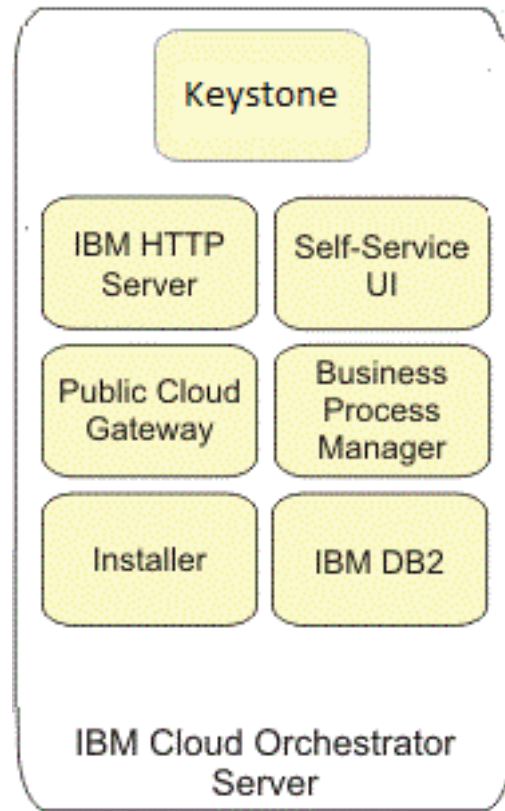 Keystone
IBM HTTP
Server
Self-Service
UI
Public Cloud
Gateway
Business
Process
Manager
Installer
IBM DB2
IBM Cloud Orchestrator
Server